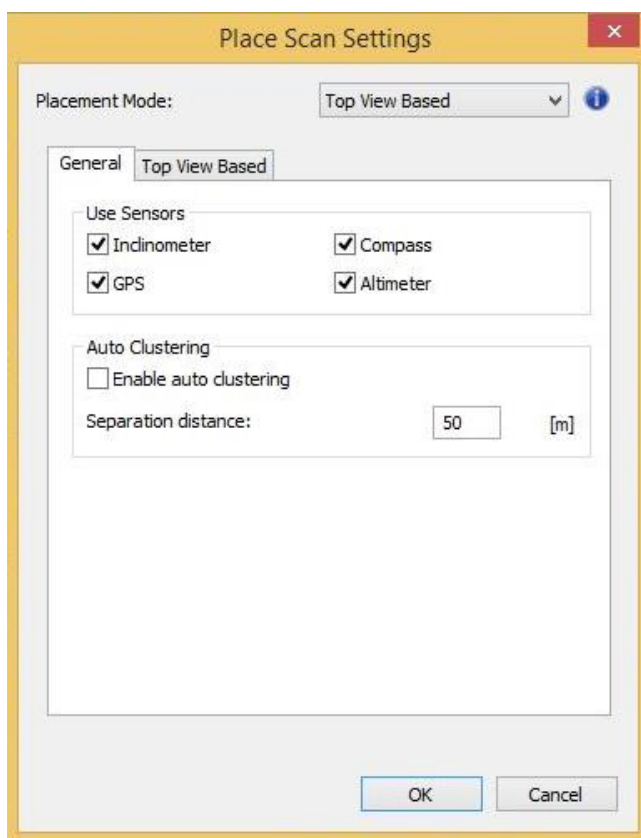 Place Scan Settings
Placement Mode: Top View Based
General Top View Based
Use Sensors
Inclinometer Compass
GPS Altimeter
Auto Clustering
Enable auto clustering
Separation distance: 50 [m]
OK Cancel